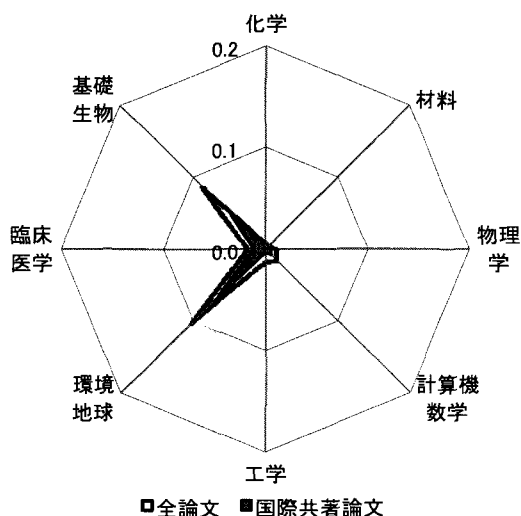 化学
0.2
基礎
生物
材料
0.1
臨床
医学
0.0
物理
学
環境
地球
計算機
数学
工学
全論文 国際共著論文